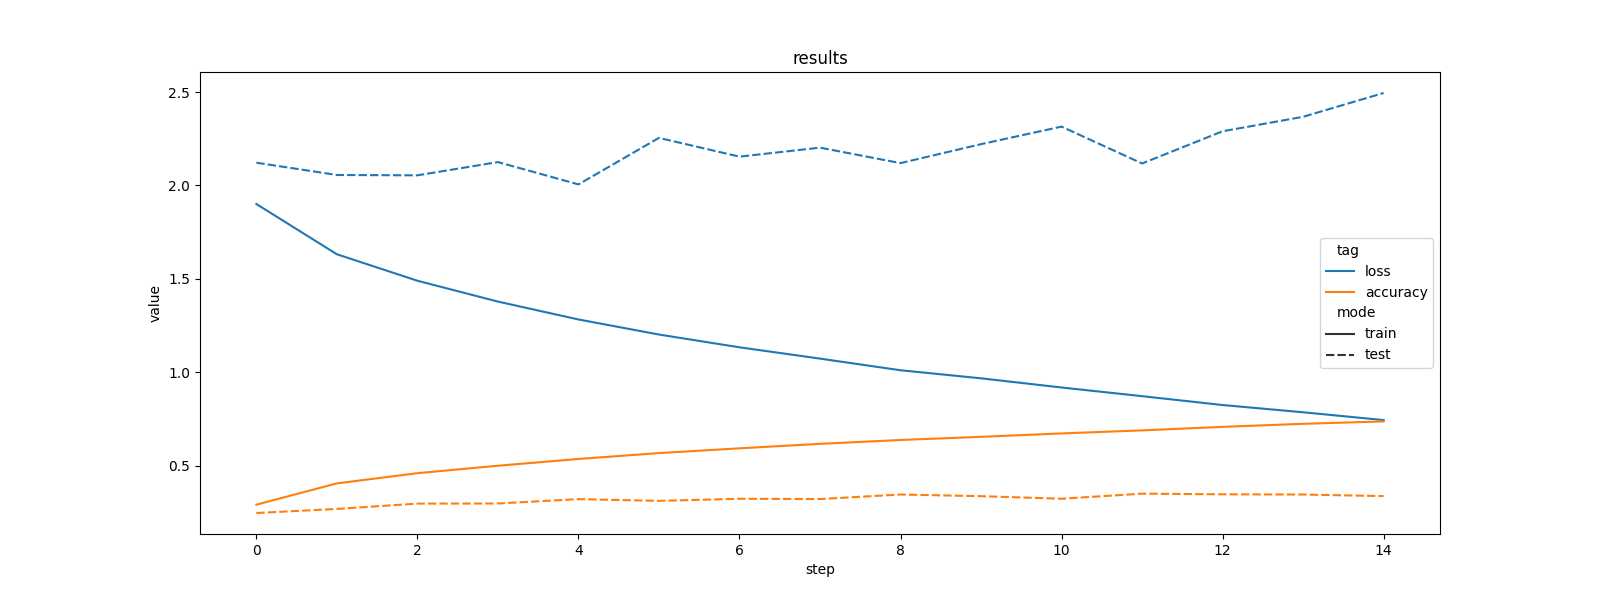 results
value
2.5
2.0
1.5
1.0
0.5
0 2 4 6 8 10 12 14
step
tag
loss
accuracy
mode
train
test